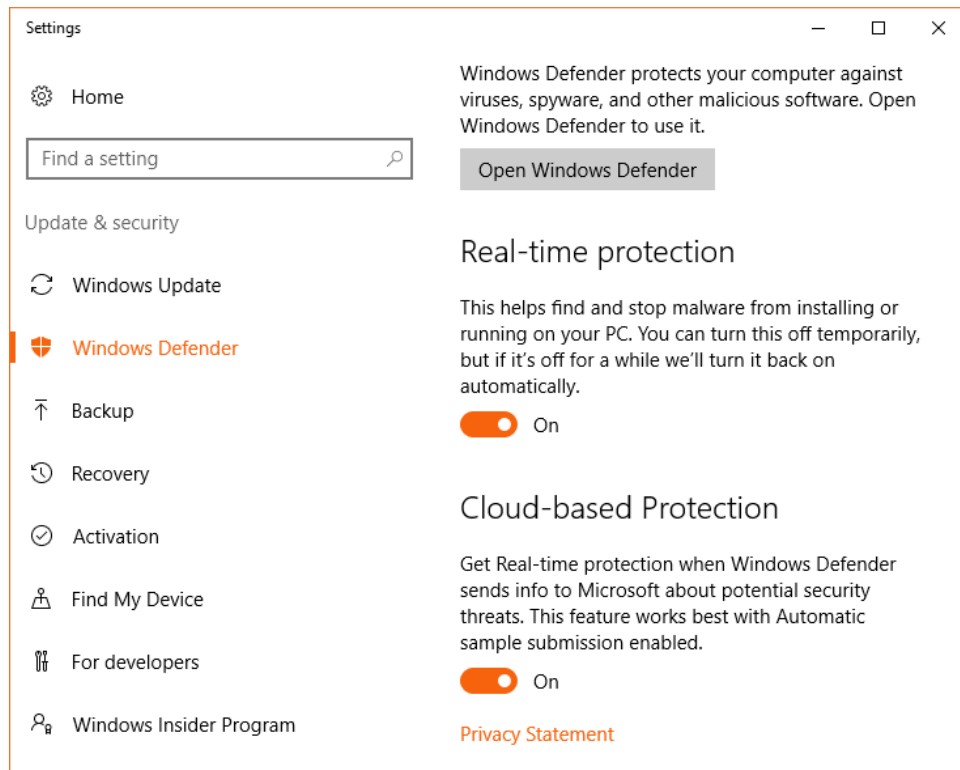 Settings
Home
Find a setting
Update & security
Windows Update
Windows Defender
Backup
Recovery
Activation
Find My Device
For developers
Windows Insider Program
Windows Defender protects your computer against
viruses, spyware, and other malicious software. Open
Windows Defender to use it.
Open Windows Defender
Real-time protection
This helps find and stop malware from installing or
running on your PC. You can turn this off temporarily,
but if it's off for a while we'll turn it back on
automatically.
On
Cloud-based Protection
Get Real-time protection when Windows Defender
sends info to Microsoft about potential security
threats. This feature works best with Automatic
sample submission enabled.
On
Privacy Statement